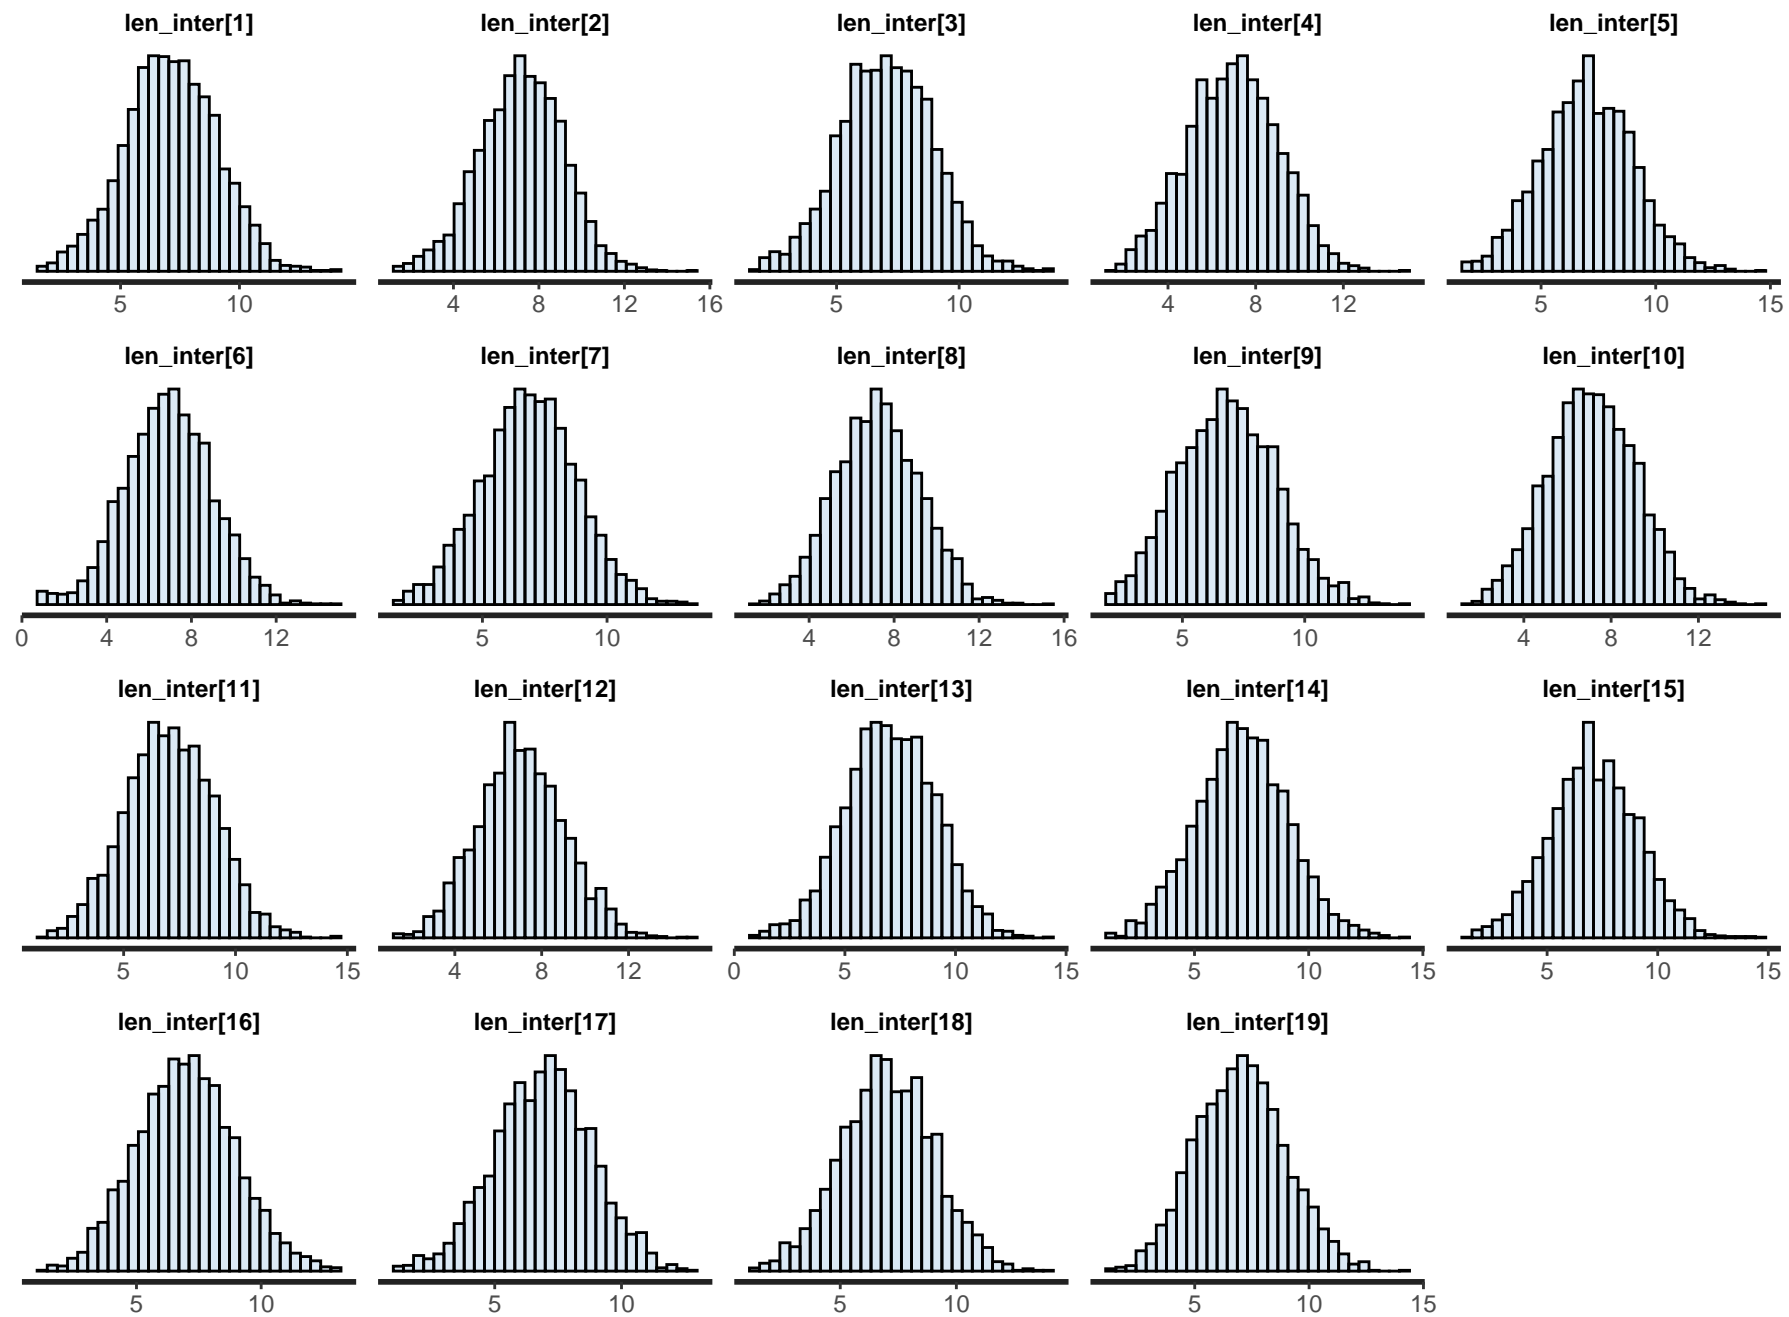 len_inter[1] len_inter[2] len_inter[3] len_inter[4] len_inter[5]
5 10 4 8 12 16 5 10 4 8 12 5 10 15
len_inter[6] len_inter[7] len_inter[8] len_inter[9] len_inter[10]
0 4 8 12 5 10 4 8 12 16 5 10 4 8 12
len_inter[11] len_inter[12] len_inter[13] len_inter[14] len_inter[15]
5 10 15 4 8 12 0 5 10 15 5 10 15 5 10 15
len_inter[16] len_inter[17] len_inter[18] len_inter[19]
5 10 5 10 5 10 5 10 15